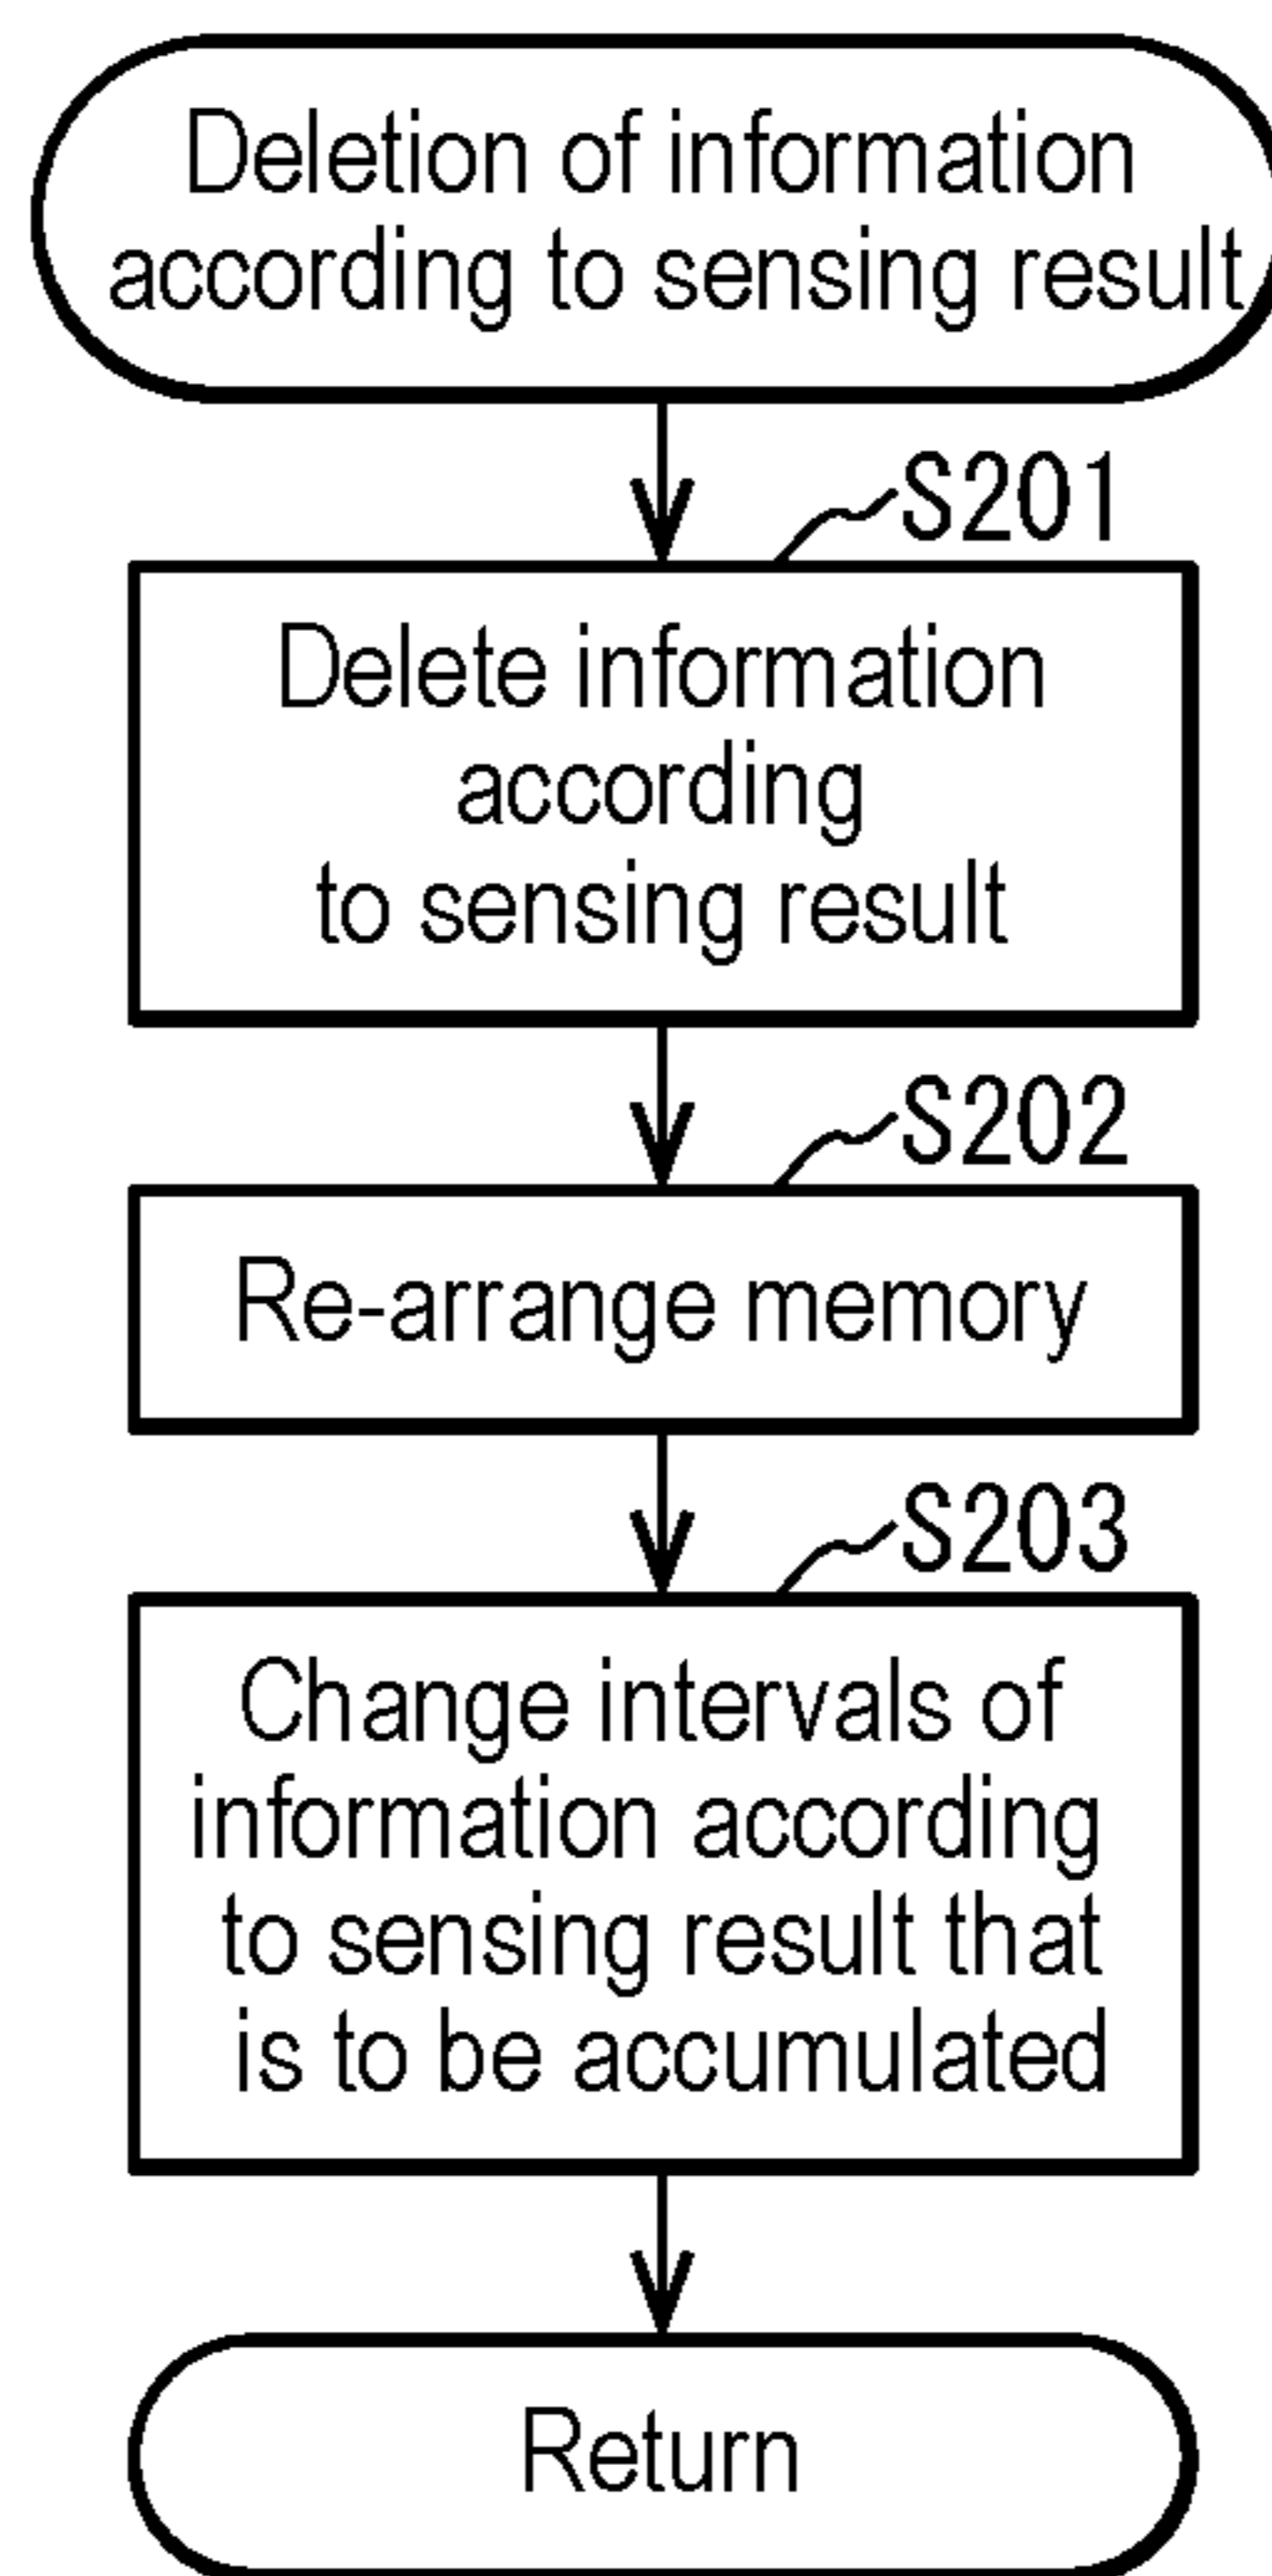 Deletion of information
according to sensing result
S201
Delete information
according
to sensing result
S202
Re-arrange memory
S203
Change intervals of
information according
to sensing result that
is to be accumulated
Return